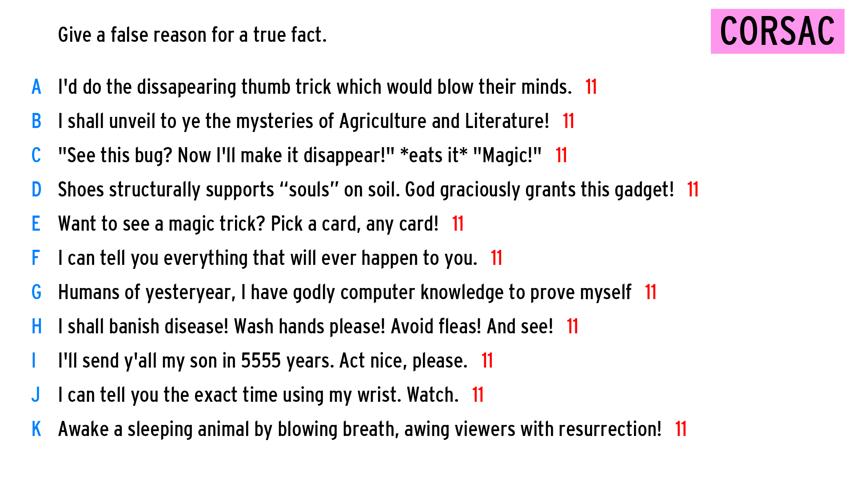 Give a false reason for a true fact.
CORSAC
A I'd do the dissapearing thumb trick which would blow their minds. 11
B I shall unveil to ye the mysteries of Agriculture and Literature! 11
C "See this bug? Now I'll make it disappear!" *eats it* "Magic!" 11
D Shoes structurally supports “souls” on soil. God graciously grants this gadget! 11
E Want to see a magic trick? Pick a card, any card! 11
F I can tell you everything that will ever happen to you. 11
G Humans of yesteryear, I have godly computer knowledge to prove myself 11
H I shall banish disease! Wash hands please! Avoid fleas! And see! 11
I I'll send y'all my son in 5555 years. Act nice, please. 11
J I can tell you the exact time using my wrist. Watch. 11
K Awake a sleeping animal by blowing breath, awing viewers with resurrection! 11